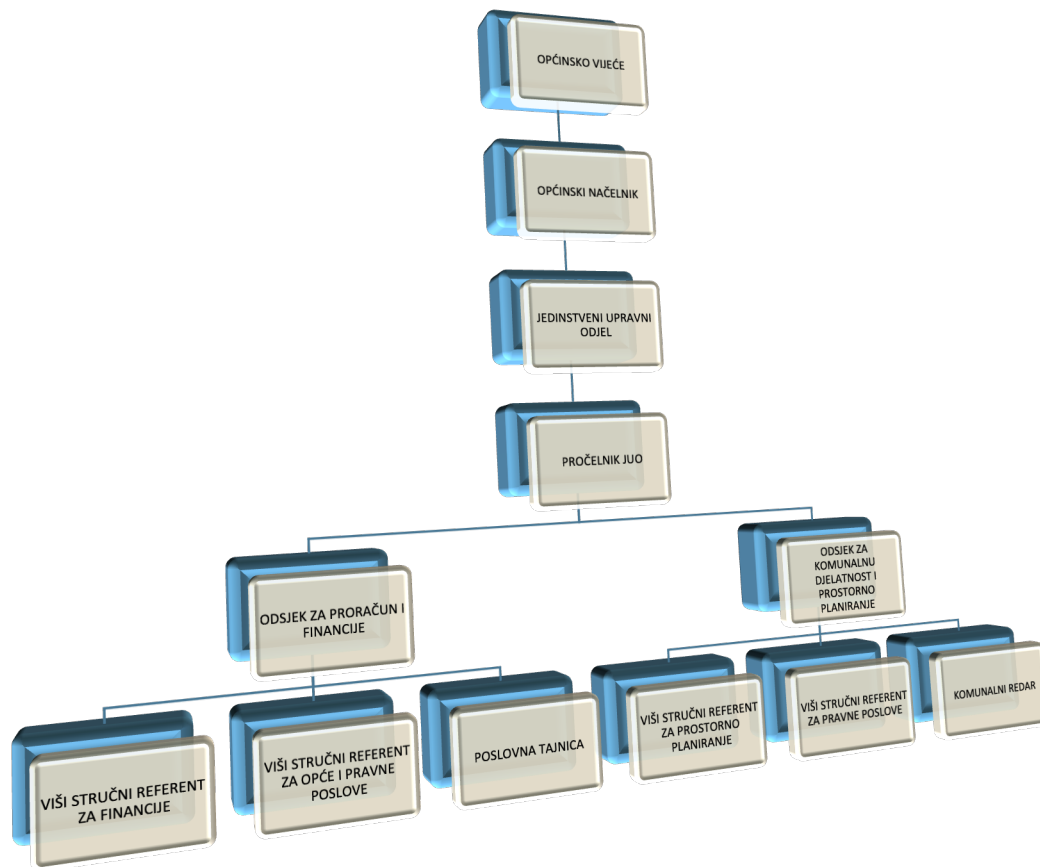 OPĆINSKO VIJEĆE
OPĆINSKI NAČELNIK
JEDINSTVENI UPRAVNI
ODJEL
PROČELNIK JUO
ODSJEK ZA PRORAČUN I
FINANCIJE
ODSJEK ZA
KOMUNALNU
DJELATNOST I
PROSTORNO
PLANIRANJE
VIŠI STRUČNI REFERENT
ZA FINANCIJE
VIŠI STRUČNI REFERENT
ZA OPĆE I PRAVNE
POSLOVE
POSLOVNA TAJNICA
VIŠI STRUČNI REFERENT
ZA PROSTORNO
PLANIRANJE
VIŠI STRUČNI REFERENT
ZA PRAVNE POSLOVE
KOMUNALNI REDAR